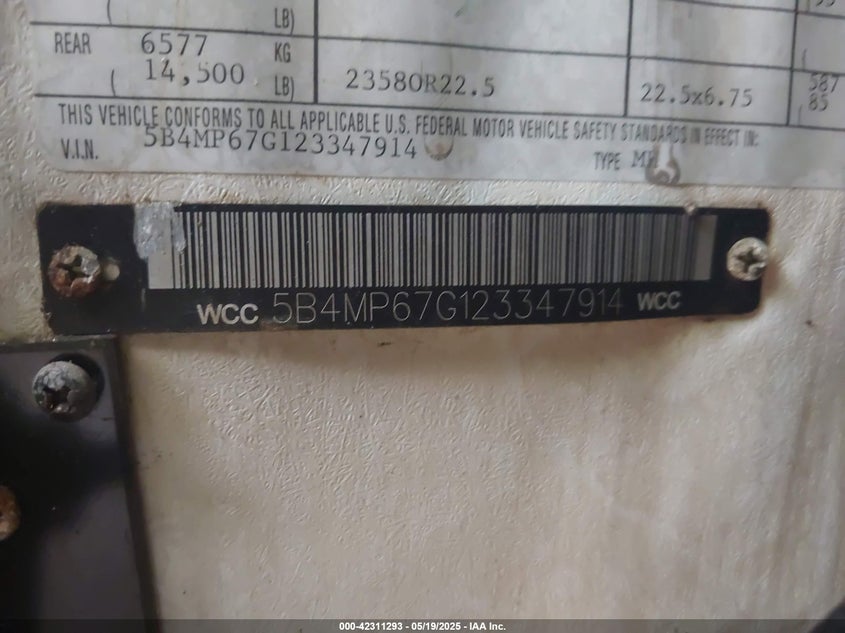 LB)
REAR 6577 KG
( 14,500 LB) 23580R22.5 22.5x6.75 587
( 85
THIS VEHICLE CONFORMS TO ALL APPLICABLE U.S. FEDERAL MOTOR VEHICLE SAFETY STANDARDS IN EFFECT IN:
V.I.N. 5B4MP67G123347914 TYPE
WCC 5B4MP67G123347914 WCC
000-42311293 - 05/19/2025 - IAA Inc.